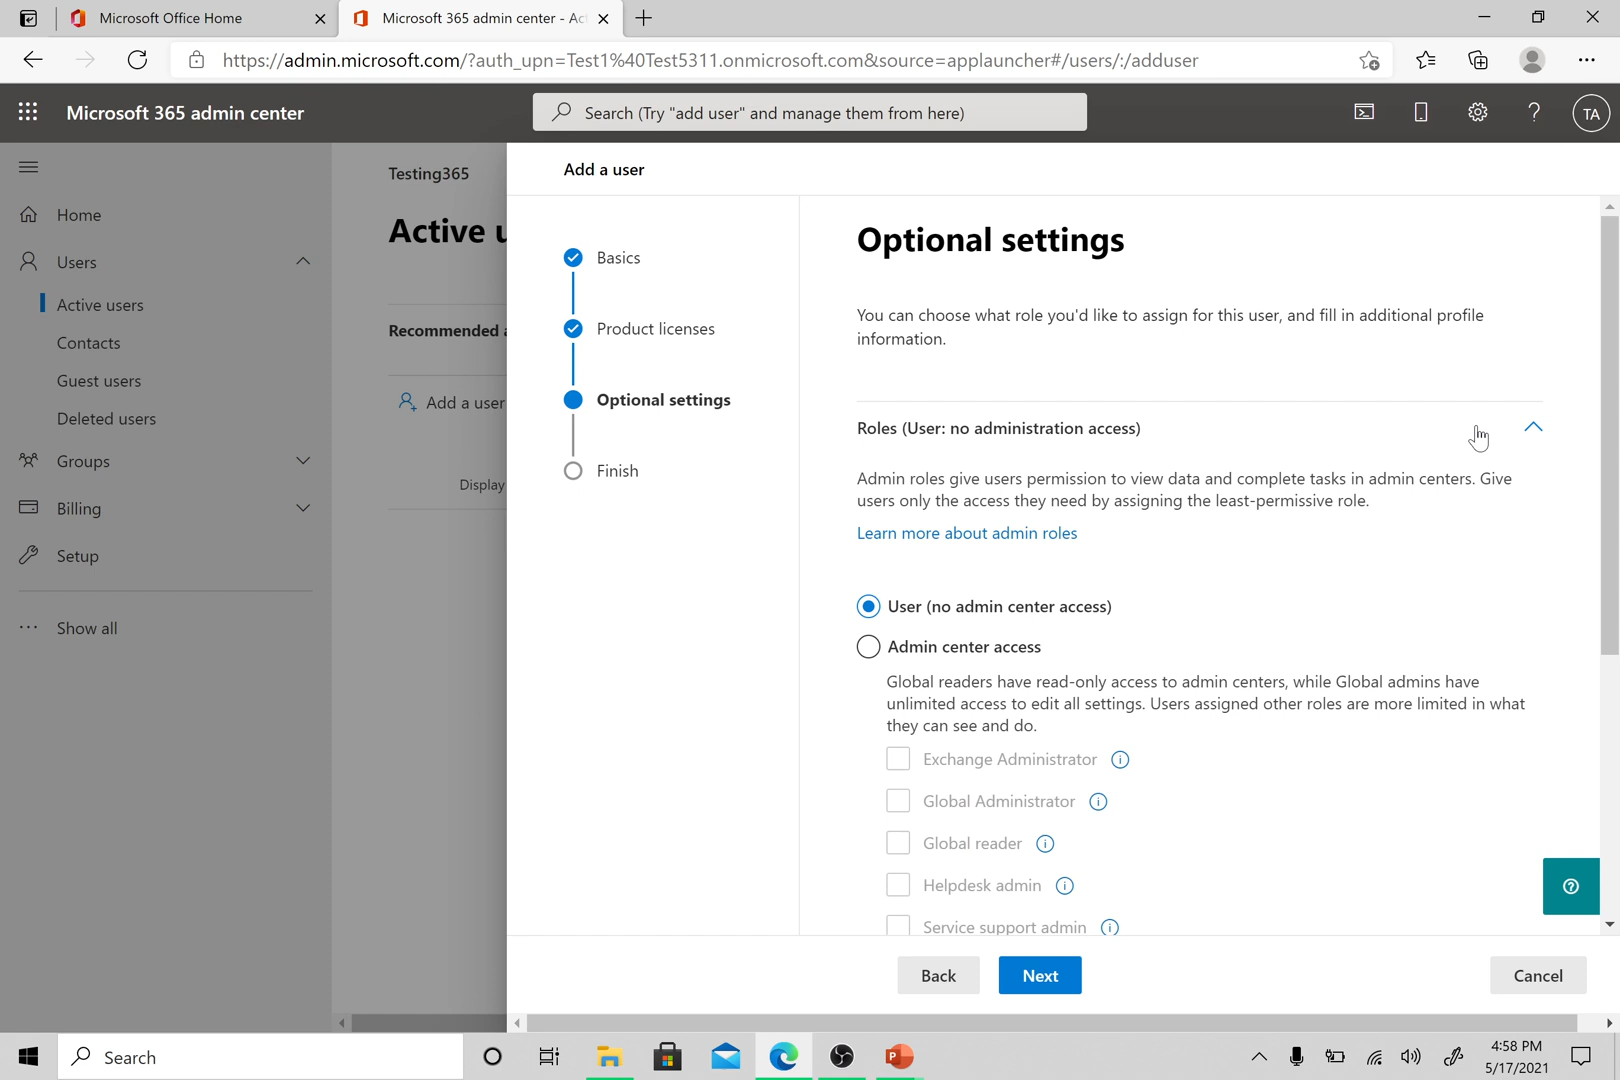 Microsoft Office Home
Microsoft 365 admin center - Ac
https://admin.microsoft.com/?auth_upn=Test1%40Test5311.onmicrosoft.com&source=applauncher#/users/:/adduser
Microsoft 365 admin center
Search (Try "add user" and manage them from here)
TA
Home
Users
Active users
Contacts
Guest users
Deleted users
Groups
Billing
Setup
Show all
Testing365
Active u
Recommended a
Add a user
Display
Add a user
Basics
Product licenses
Optional settings
Finish
Optional settings
You can choose what role you'd like to assign for this user, and fill in additional profile
information.
Roles (User: no administration access)
Admin roles give users permission to view data and complete tasks in admin centers. Give
users only the access they need by assigning the least-permissive role.
Learn more about admin roles
User (no admin center access)
Admin center access
Global readers have read-only access to admin centers, while Global admins have
unlimited access to edit all settings. Users assigned other roles are more limited in what
they can see and do.
Exchange Administrator
Global Administrator
Global reader
Helpdesk admin
Service support admin
Back
Next
Cancel
Search
4:58 PM
5/17/2021